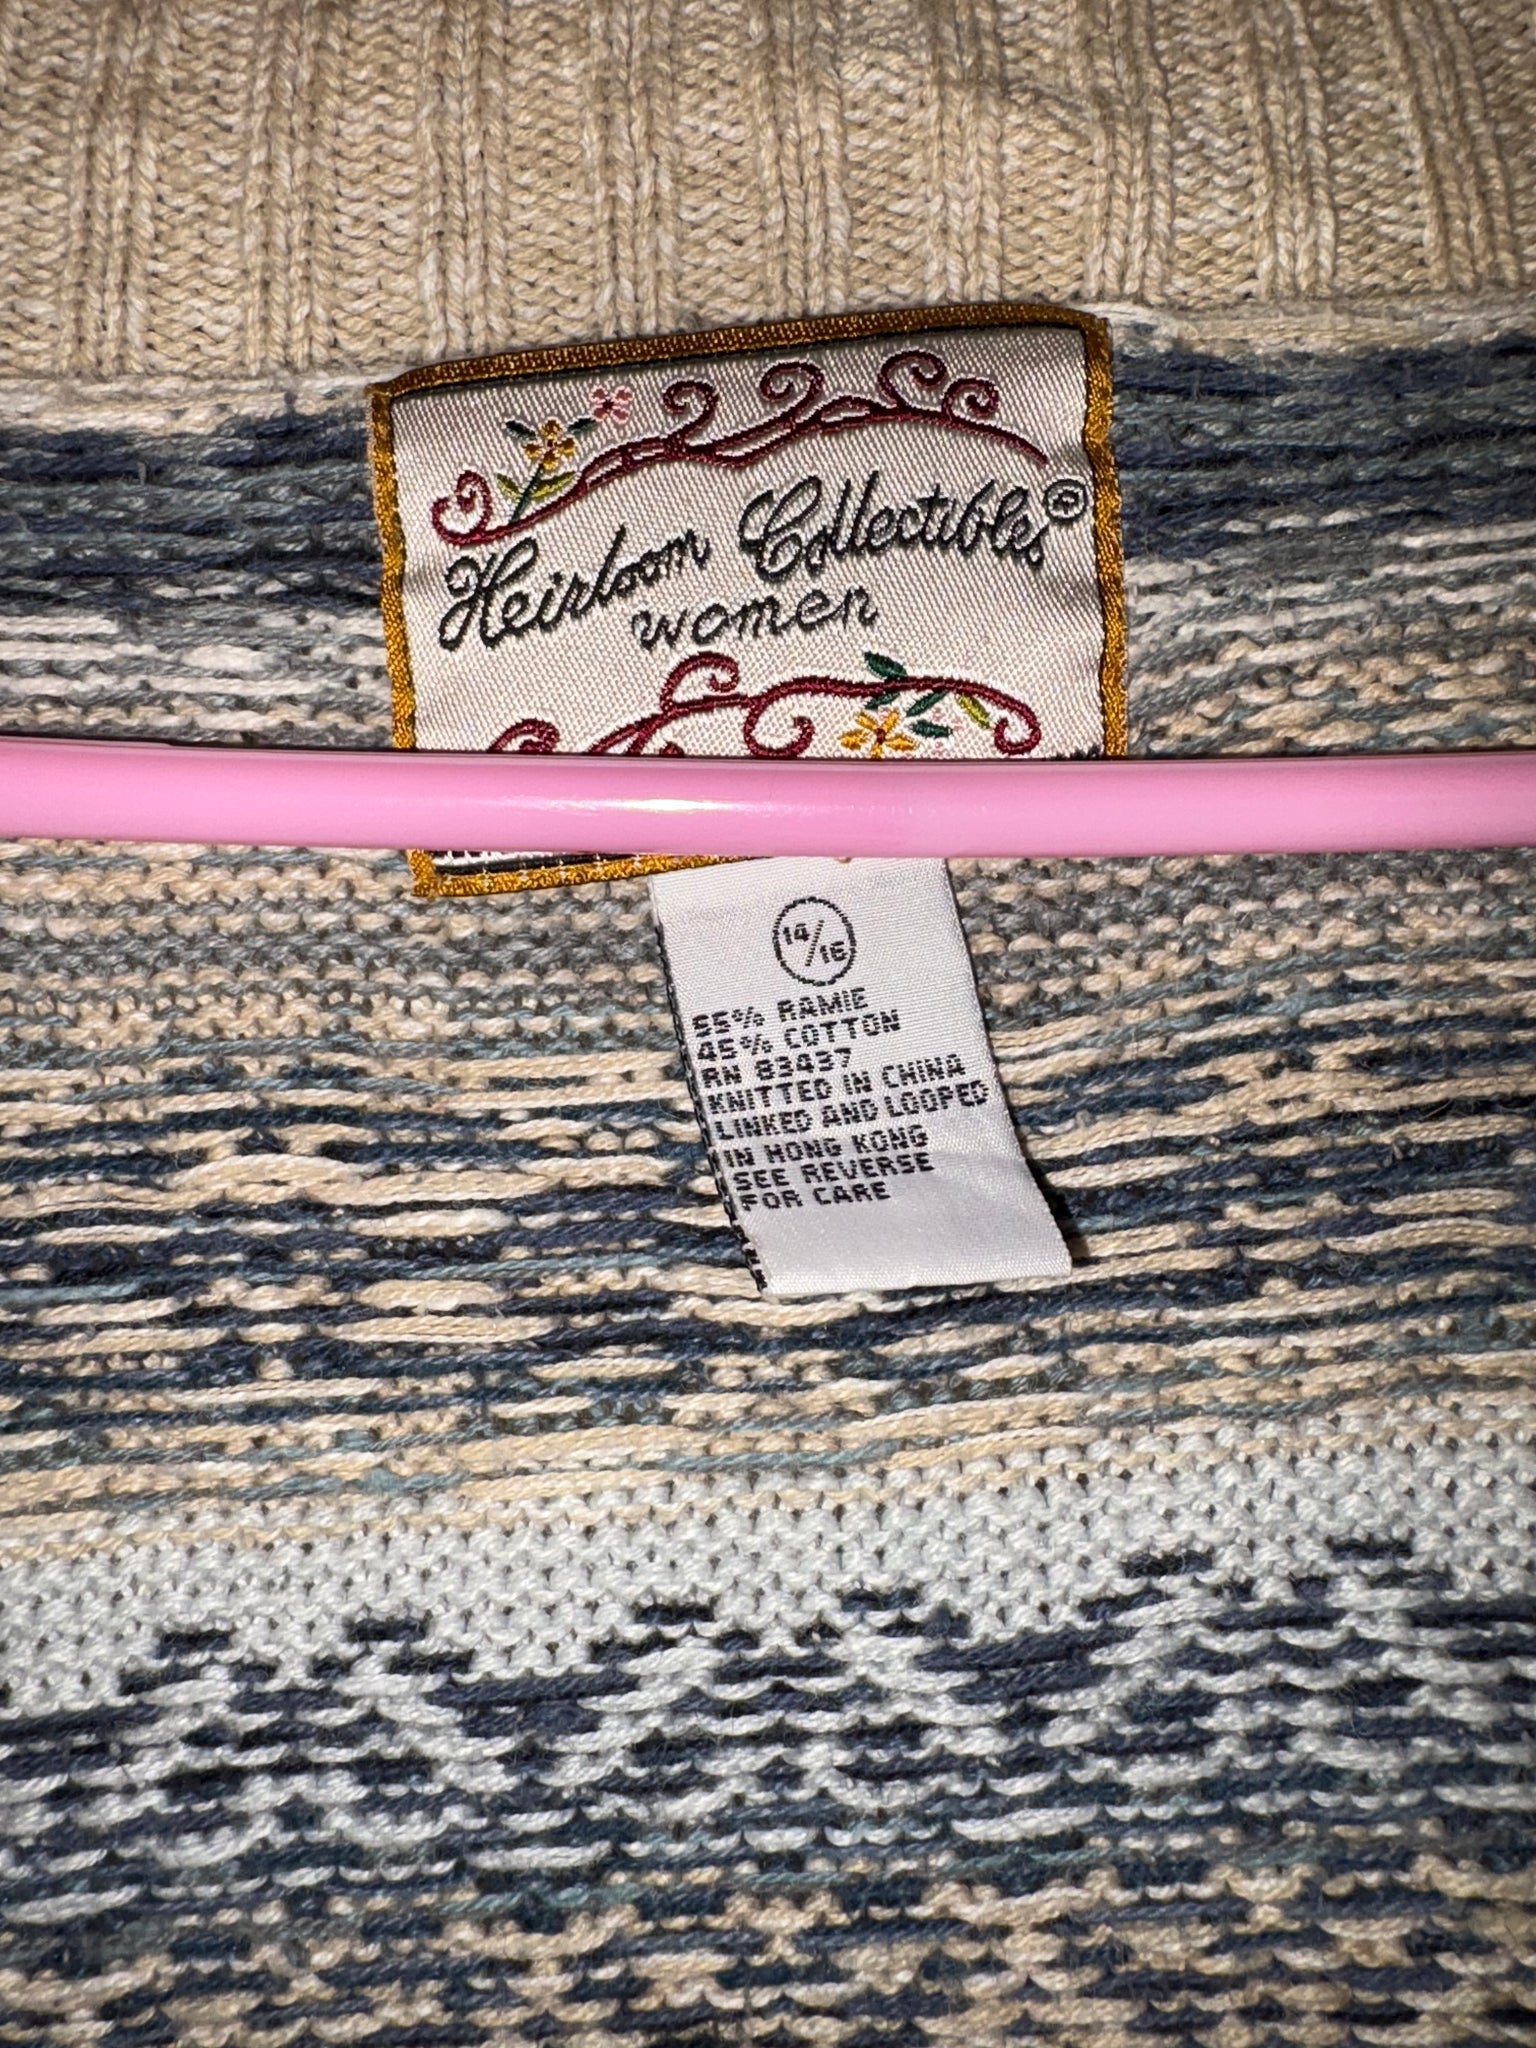 Heirloom Collectibles®
women
14/16
55% RAMIE
45% COTTON
RN 83437
KNITTED IN CHINA
LINKED AND LOOPED
IN HONG KONG
SEE REVERSE
FOR CARE